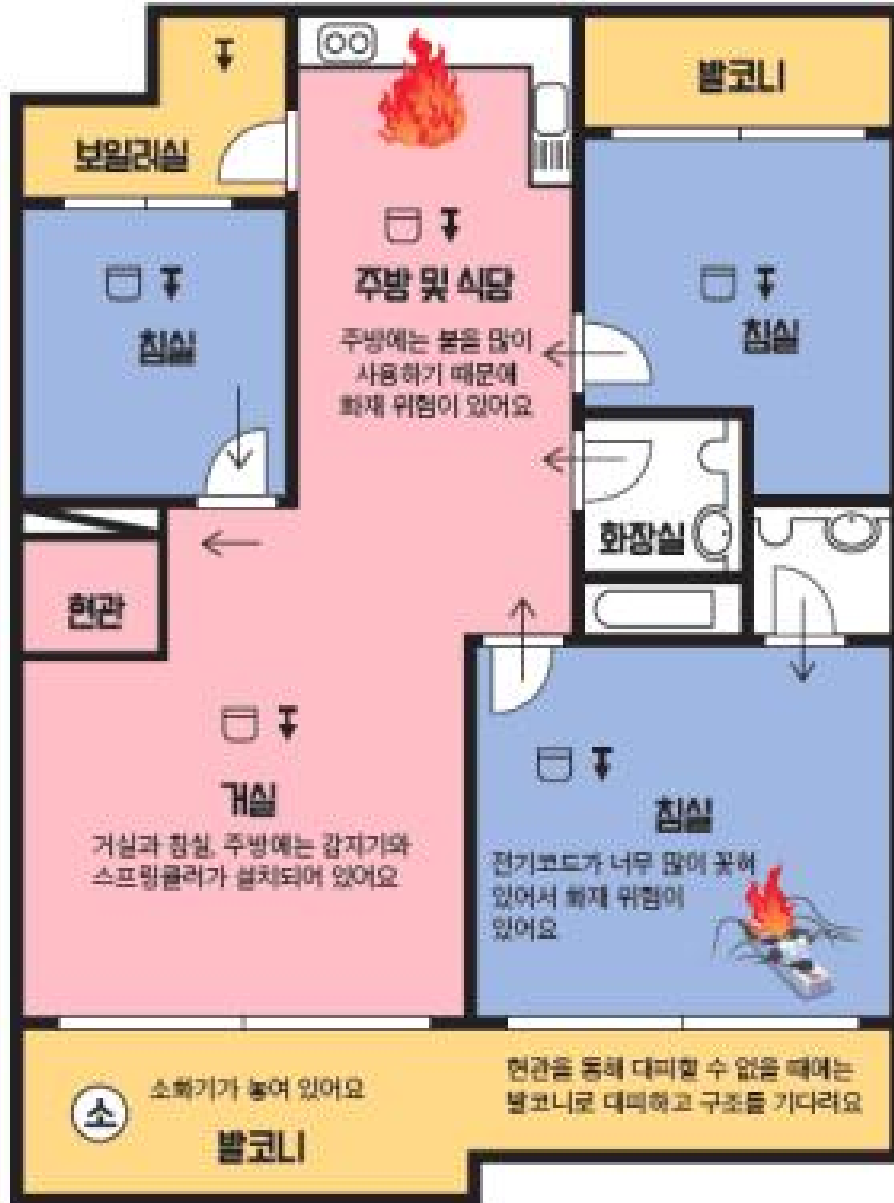 발코니
보일러실
주방 및 식당
주방에는 불을 많이
사용하기 때문에
화재 위험이 있어요
침실
침실
화장실
현관
거실
거실과 침실, 주방에는 감지기와
스프링클러가 설치되어 있어요
침실
전기코드가 너무 많이 꽂혀
있어서 화재 위험이
있어요
소
소화기가 놓여 있어요
발코니
현관을 통해 대피할 수 없을 때에는
발코니로 대피하고 구조를 기다려요